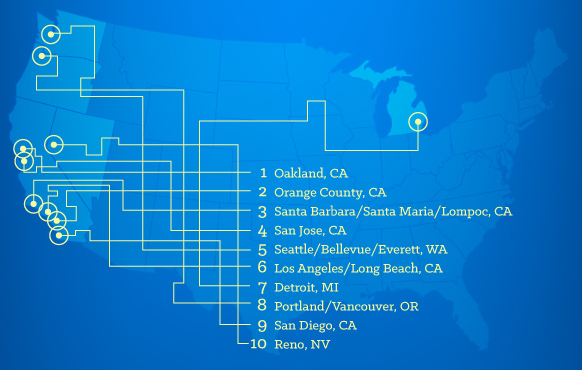 1 Oakland, CA
2 Orange County, CA
3 Santa Barbara/Santa Maria/Lompoc, CA
4 San Jose, CA
5 Seattle/Bellevue/Everett, WA
6 Los Angeles/Long Beach, CA
7 Detroit, MI
8 Portland/Vancouver, OR
9 San Diego, CA
10 Reno, NV